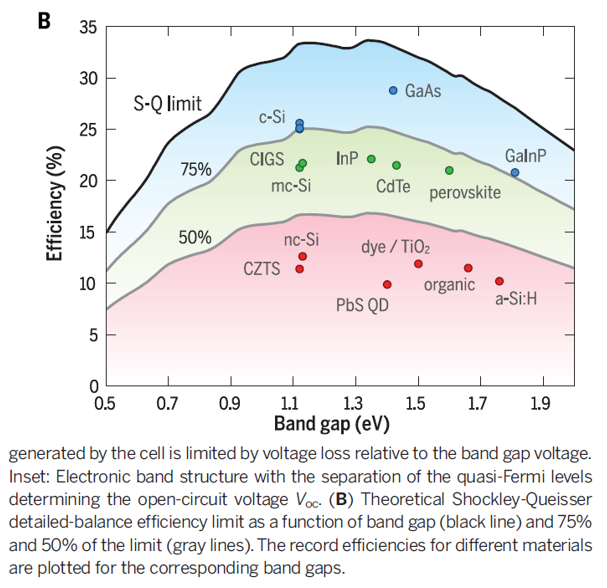 B
35
30
25
20
15
10
5
0
Efficiency (%)
S-Q limit
75%
50%
GaAs
c-Si
CIGS
mc-Si
InP
CdTe
perovskite
GaInP
nc-Si
CZTS
dye / TiO2
PbS QD
organic
a-Si:H
0.5 0.7 0.9 1.1 1.3 1.5 1.7 1.9
Band gap (eV)
generated by the cell is limited by voltage loss relative to the band gap voltage.
Inset: Electronic band structure with the separation of the quasi-Fermi levels
determining the open-circuit voltage Voc. (B) Theoretical Shockley-Queisser
detailed-balance efficiency limit as a function of band gap (black line) and 75%
and 50% of the limit (gray lines). The record efficiencies for different materials
are plotted for the corresponding band gaps.